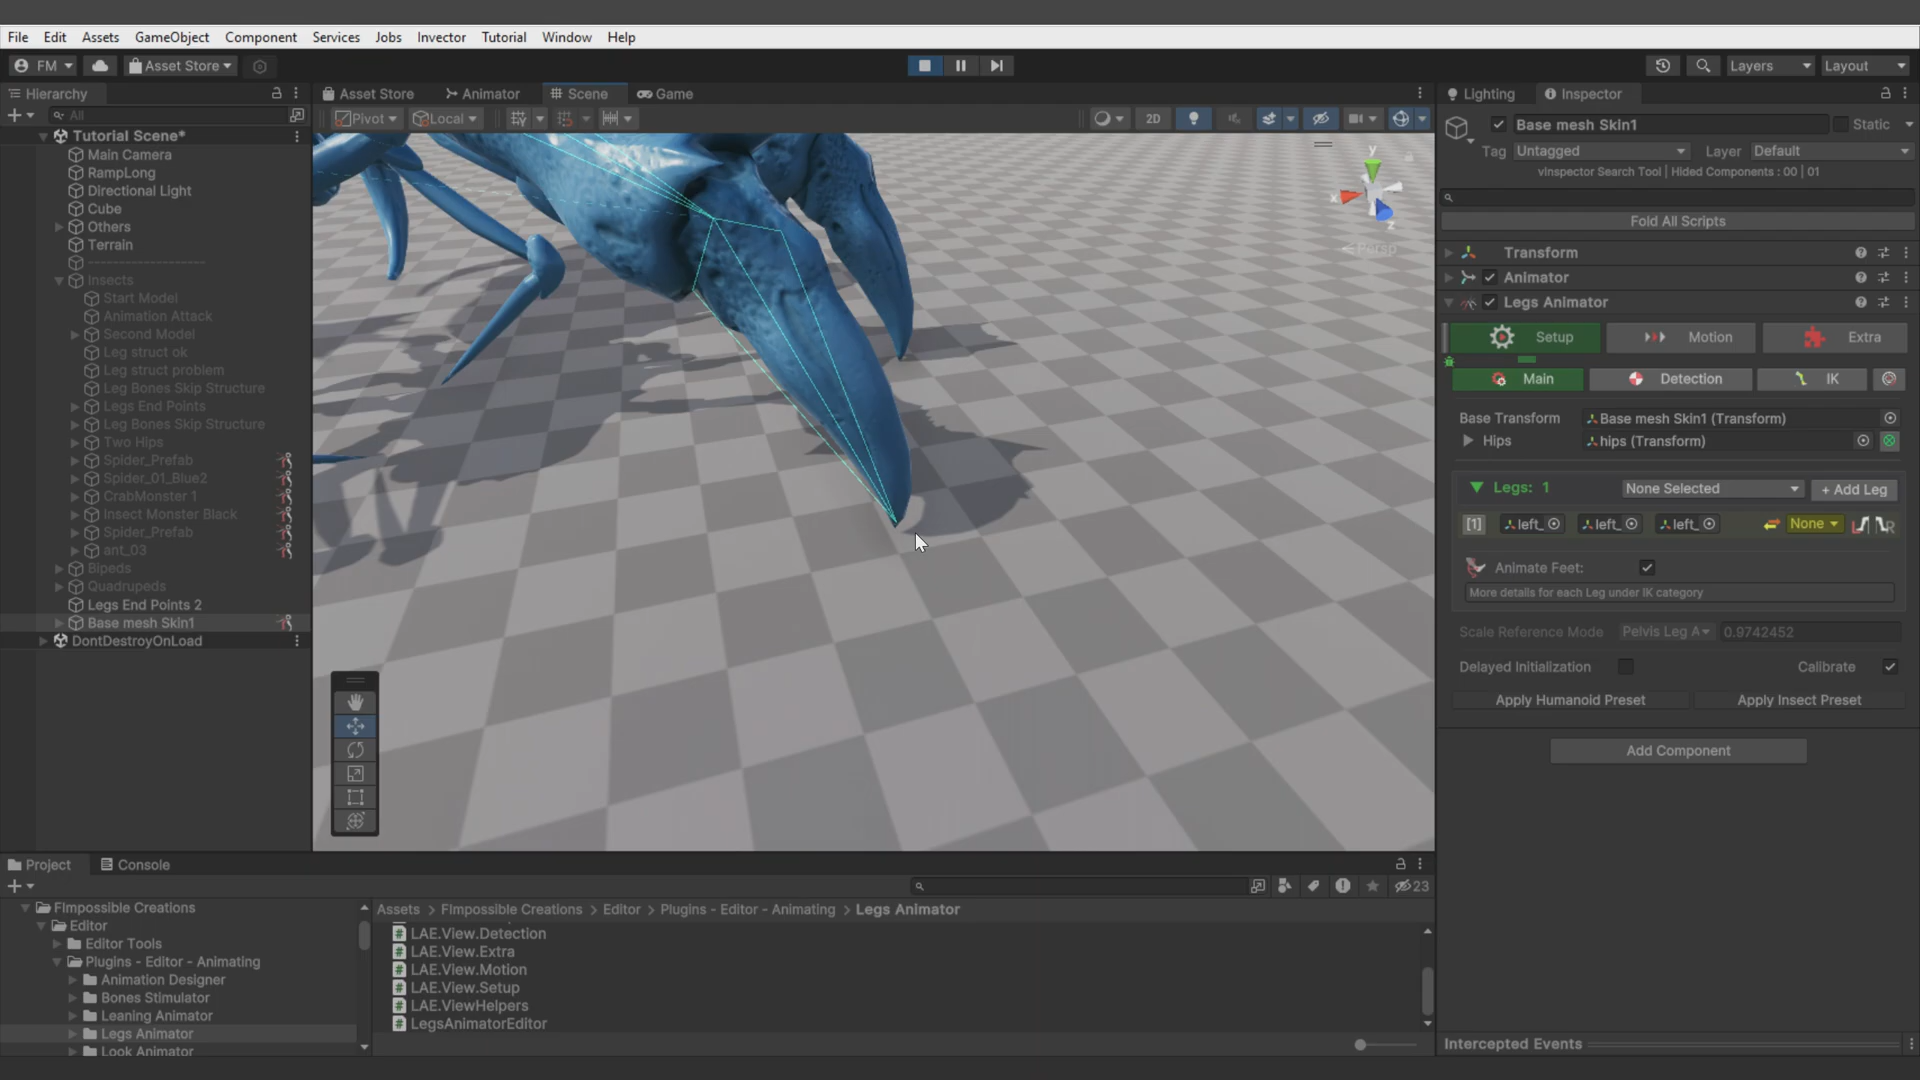 File Edit Assets GameObject Component Services Jobs Invector Tutorial Window Help
FM Asset Store Layers Layout
Hierarchy
All
Tutorial Scene*
Main Camera
RampLong
Directional Light
Cube
Others
Terrain
--------------------
Insects
Start Model
Animation Attack
Second Model
Leg struct ok
Leg struct problem
Leg Bones Skip Structure
Legs End Points
Leg Bones Skip Structure
Two Hips
Spider_Prefab
Spider_01_Blue2
CrabMonster 1
Insect Monster Black
Spider_Prefab
ant_03
Bipeds
Quadrupeds
Legs End Points 2
Base mesh Skin1
DontDestroyOnLoad
Asset Store Animator Scene Game
Pivot Local 2D
y
x
z
Persp
Lighting Inspector
Base mesh Skin1 Static
Tag Untagged Layer Default
vInspector Search Tool | Hided Components : 00 | 01
Fold All Scripts
Transform
Animator
Legs Animator
Setup Motion Extra
Main Detection IK
Base Transform Base mesh Skin1 (Transform)
Hips hips (Transform)
Legs: 1 None Selected + Add Leg
[1] left_ left_ left_ None L R
Animate Feet:
More details for each Leg under IK category
Scale Reference Mode Pelvis Leg A 0.9742452
Delayed Initialization Calibrate
Apply Humanoid Preset Apply Insect Preset
Add Component
Intercepted Events
Project Console
23
FImpossible Creations
Editor
Editor Tools
Plugins - Editor - Animating
Animation Designer
Bones Stimulator
Leaning Animator
Legs Animator
Look Animator
Assets > FImpossible Creations > Editor > Plugins - Editor - Animating > Legs Animator
LAE.View.Detection
LAE.View.Extra
LAE.View.Motion
LAE.View.Setup
LAE.ViewHelpers
LegsAnimatorEditor